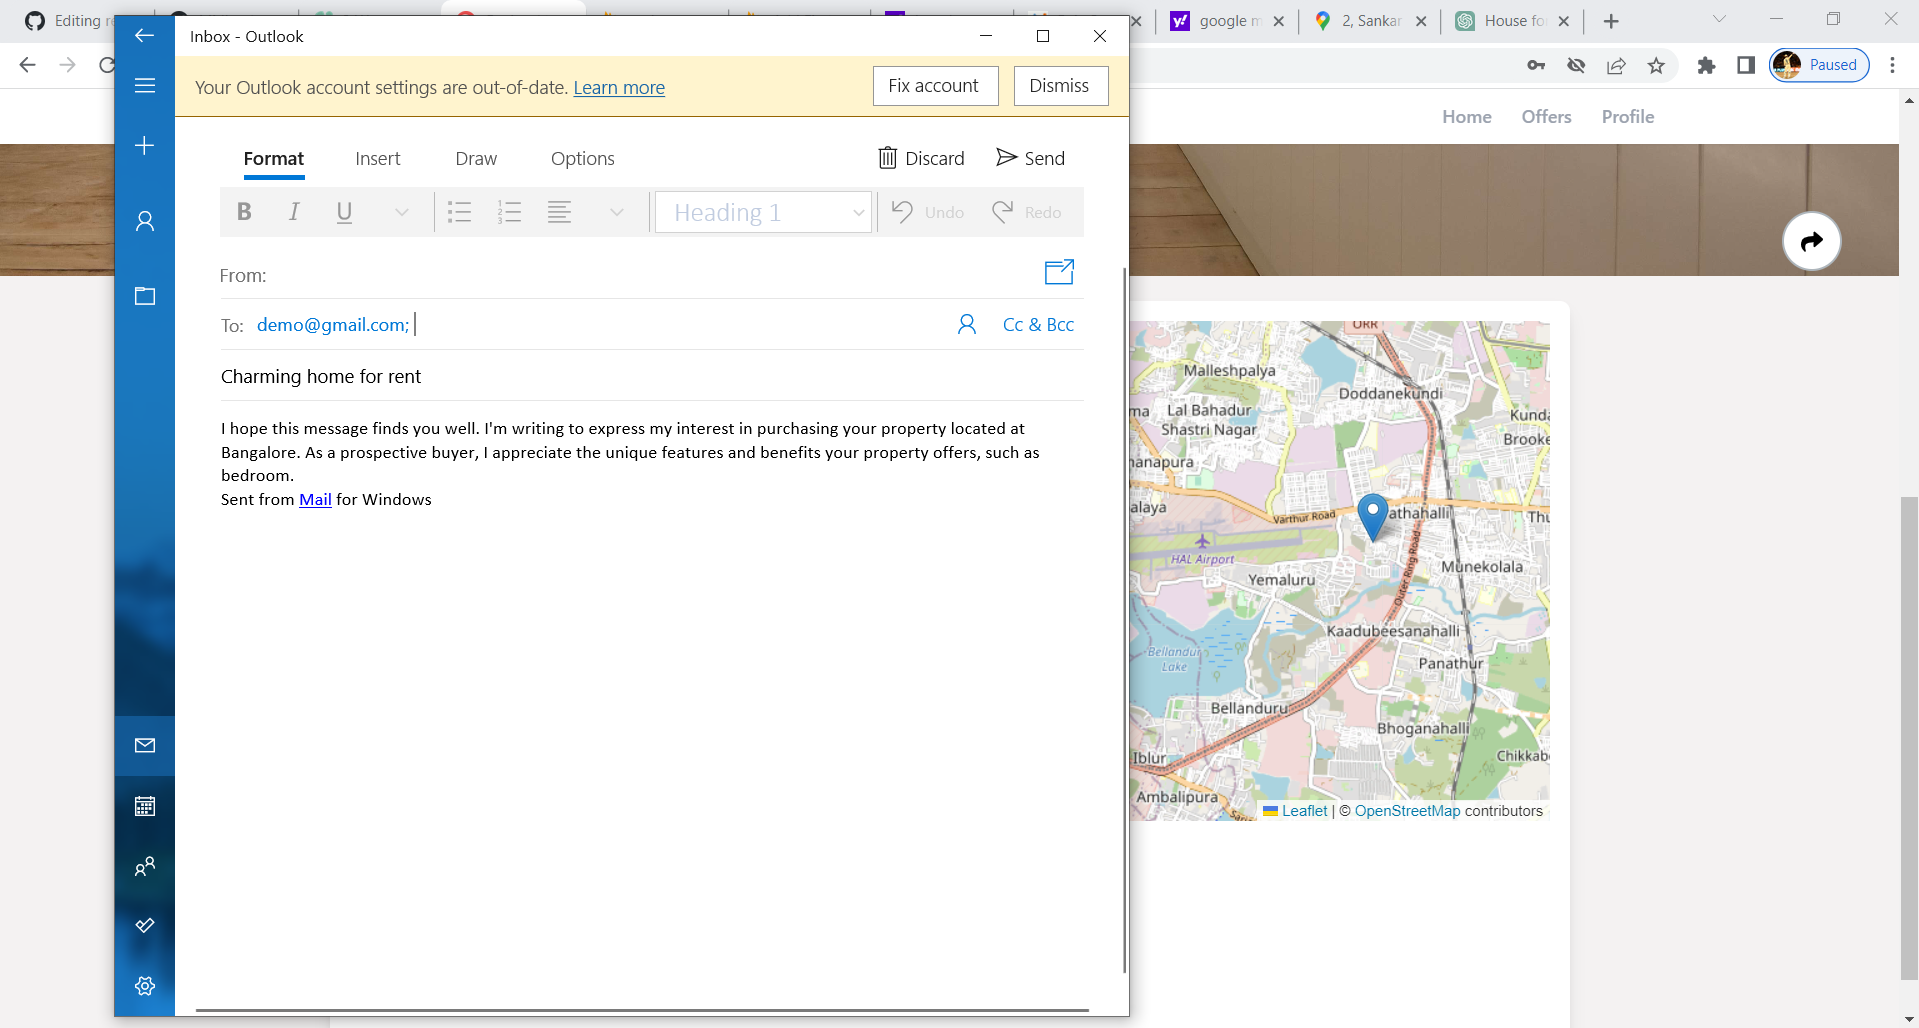 Editing
google m
2, Sankar
House fo
Paused
Inbox - Outlook
Your Outlook account settings are out-of-date. Learn more
Fix account
Dismiss
Home
Offers
Profile
Format
Insert
Draw
Options
Discard
Send
B I U
Heading 1
Undo
Redo
From:
To: demo@gmail.com;
Cc & Bcc
Charming home for rent
I hope this message finds you well. I'm writing to express my interest in purchasing your property located at
Bangalore. As a prospective buyer, I appreciate the unique features and benefits your property offers, such as
bedroom.
Sent from Mail for Windows
ORR
Malleshpalya
Doddanekundi
ma
Lal Bahadur
Shastri Nagar
Kunda
Brooke
nanapura
alaya
Varthur Road
athahalli
Thu
HAL Airport
Yemaluru
Munekolala
Outer Ring Road
Kaadubeesanahalli
Bellandur
Lake
Panathur
Bellanduru
Bhoganahalli
Iblur
Chikkab
Ambalipura
Leaflet | © OpenStreetMap contributors